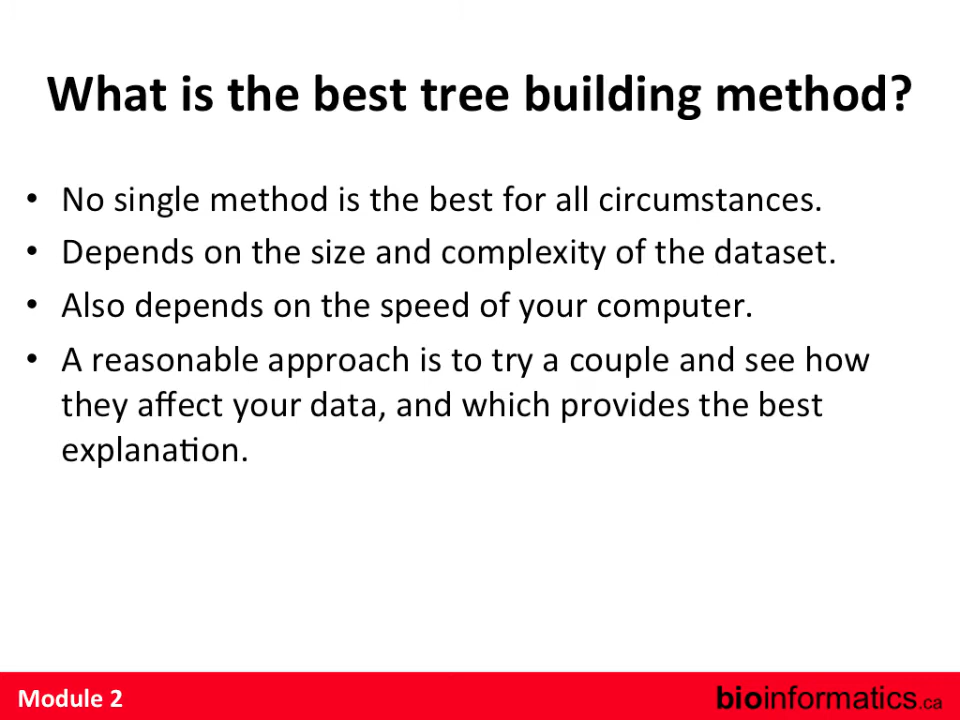 What is the best tree building method?
• No single method is the best for all circumstances.
• Depends on the size and complexity of the dataset.
• Also depends on the speed of your computer.
• A reasonable approach is to try a couple and see how
they affect your data, and which provides the best
explanation.
Module 2
bioinformatics.ca